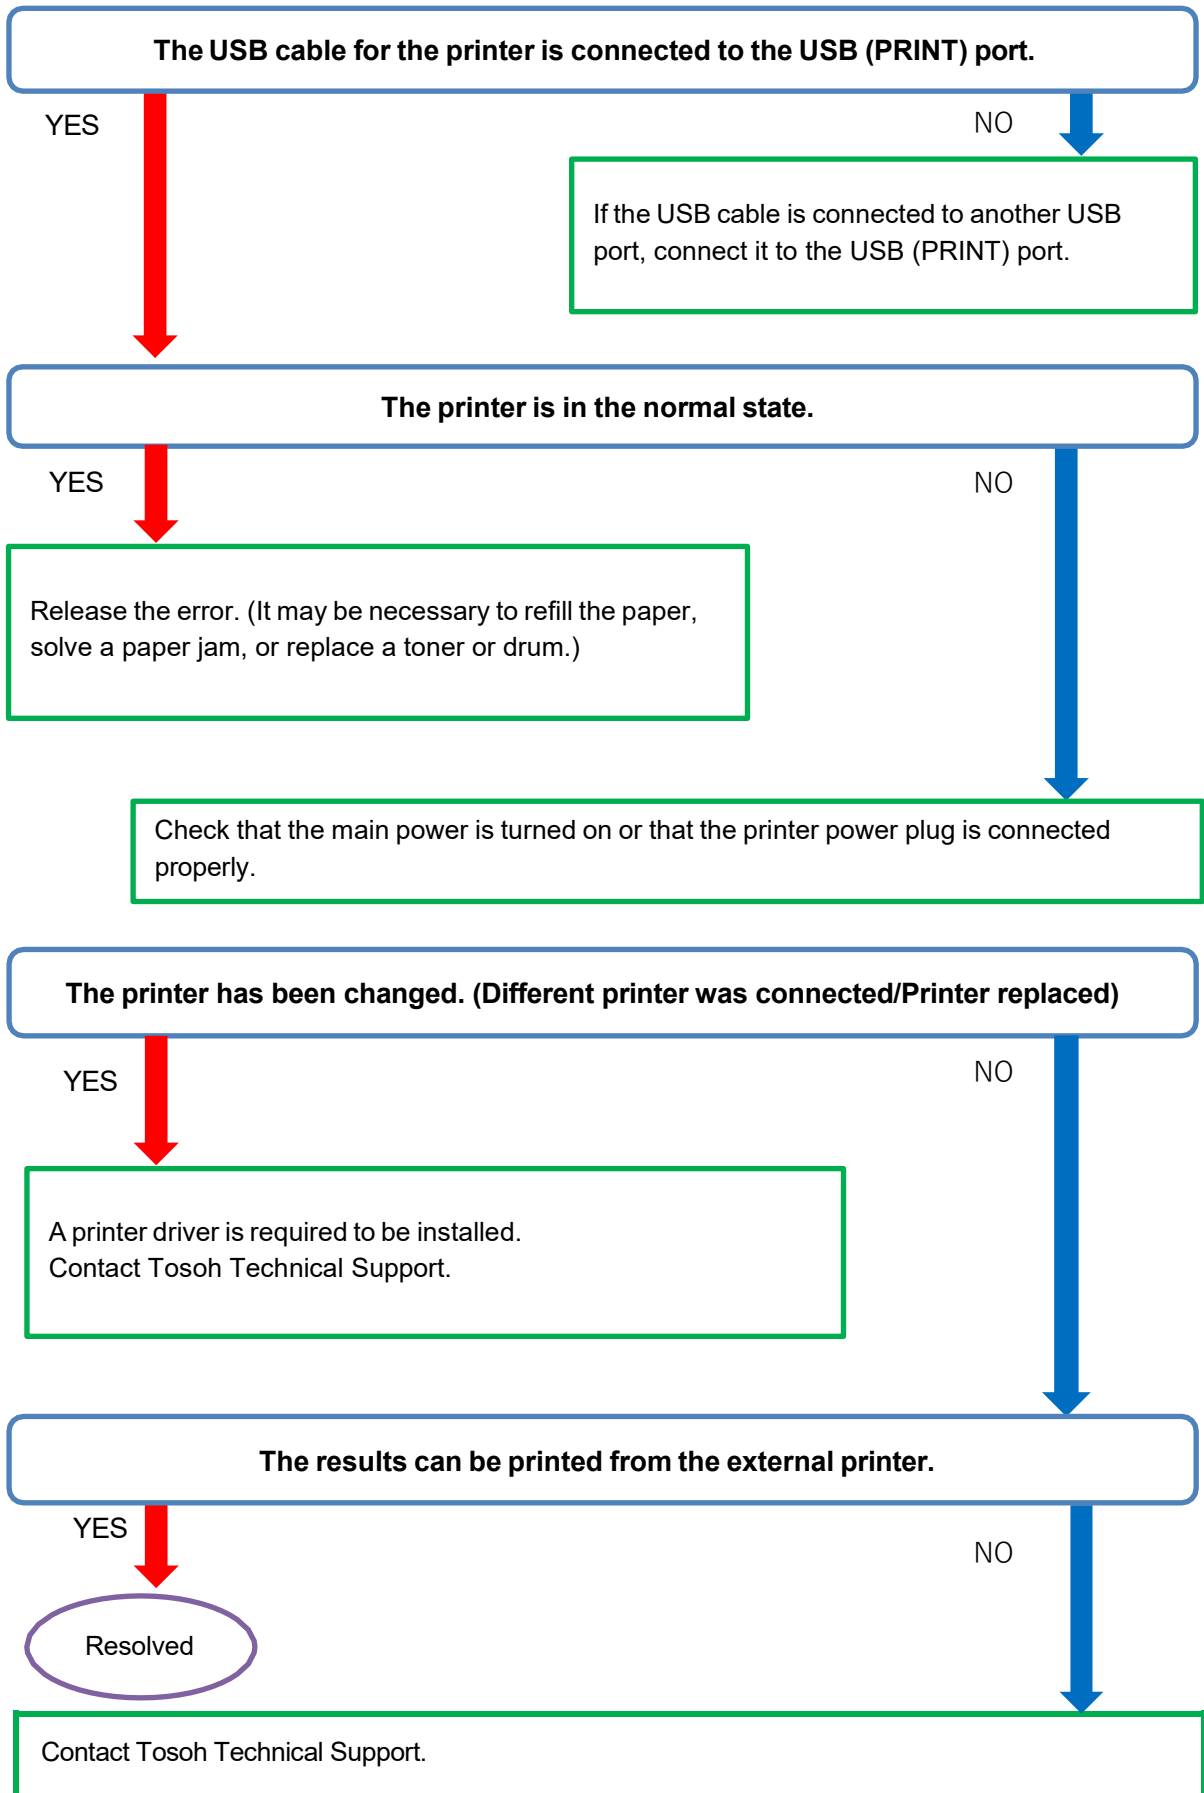 The USB cable for the printer is connected to the USB (PRINT) port.
YES
NO
If the USB cable is connected to another USB
port, connect it to the USB (PRINT) port.
The printer is in the normal state.
YES
NO
Release the error. (It may be necessary to refill the paper,
solve a paper jam, or replace a toner or drum.)
Check that the main power is turned on or that the printer power plug is connected
properly.
The printer has been changed. (Different printer was connected/Printer replaced)
YES
NO
A printer driver is required to be installed.
Contact Tosoh Technical Support.
The results can be printed from the external printer.
YES
NO
Resolved
Contact Tosoh Technical Support.